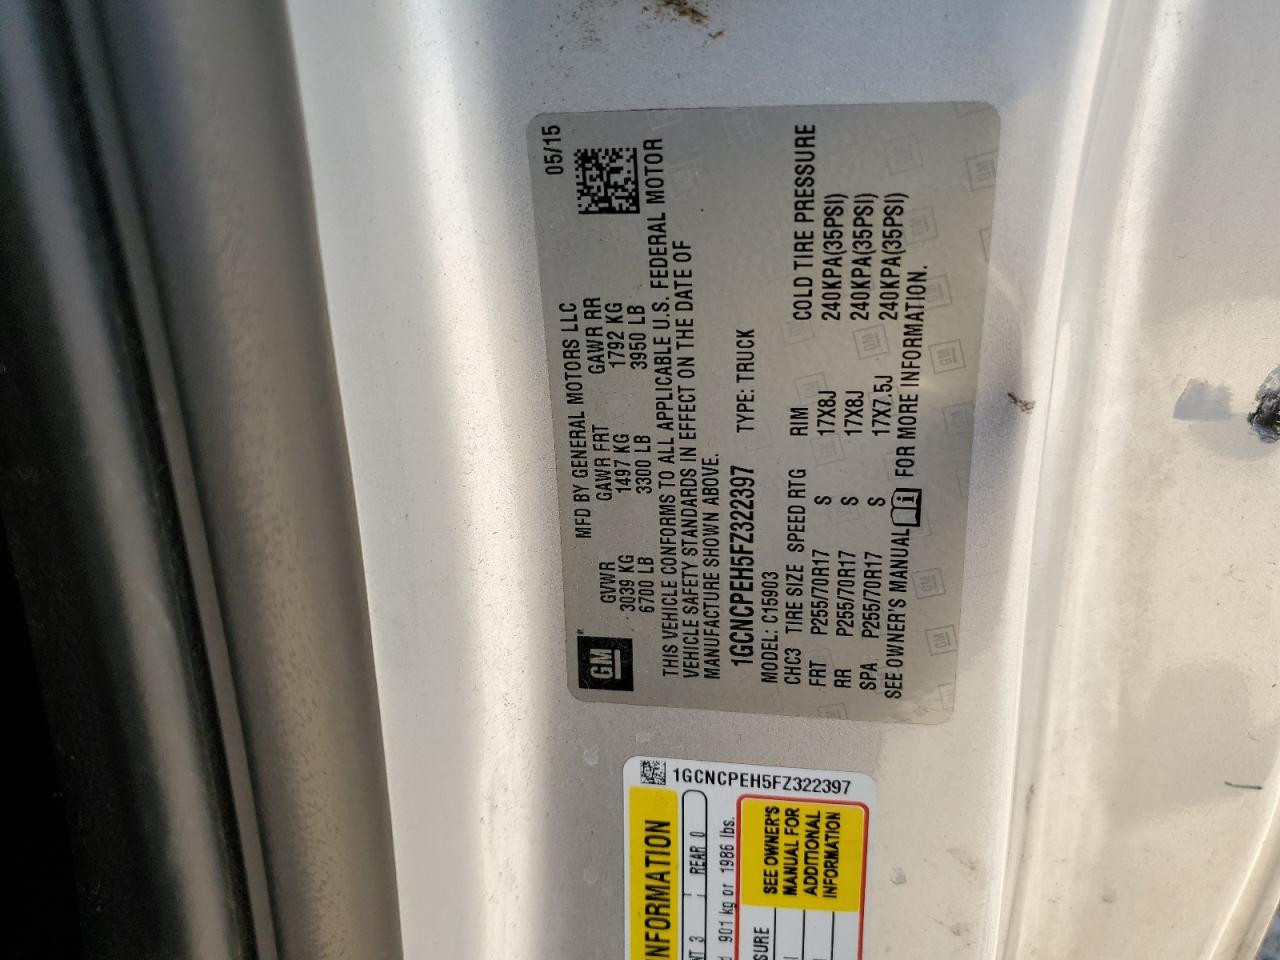 05/15
MFD BY GENERAL MOTORS LLC
GM
GVWR GAWR FRT GAWR RR
3039 KG 1497 KG 1792 KG
6700 LB 3300 LB 3950 LB
THIS VEHICLE CONFORMS TO ALL APPLICABLE U.S. FEDERAL MOTOR
VEHICLE SAFETY STANDARDS IN EFFECT ON THE DATE OF
MANUFACTURE SHOWN ABOVE.
1GCNCPEH5FZ322397 TYPE: TRUCK
MODEL: C15903
CHC3 TIRE SIZE SPEED RTG RIM COLD TIRE PRESSURE
FRT P255/70R17 S 17X8J 240KPA(35PSI)
RR P255/70R17 S 17X8J 240KPA(35PSI)
SPA P255/70R17 S 17X7.5J 240KPA(35PSI)
SEE OWNER'S MANUAL i FOR MORE INFORMATION.
1GCNCPEH5FZ322397
INFORMATION
NT 3 REAR 0
d 901 kg or 1986 lbs.
SURE
SEE OWNER'S
MANUAL FOR
ADDITIONAL
INFORMATION